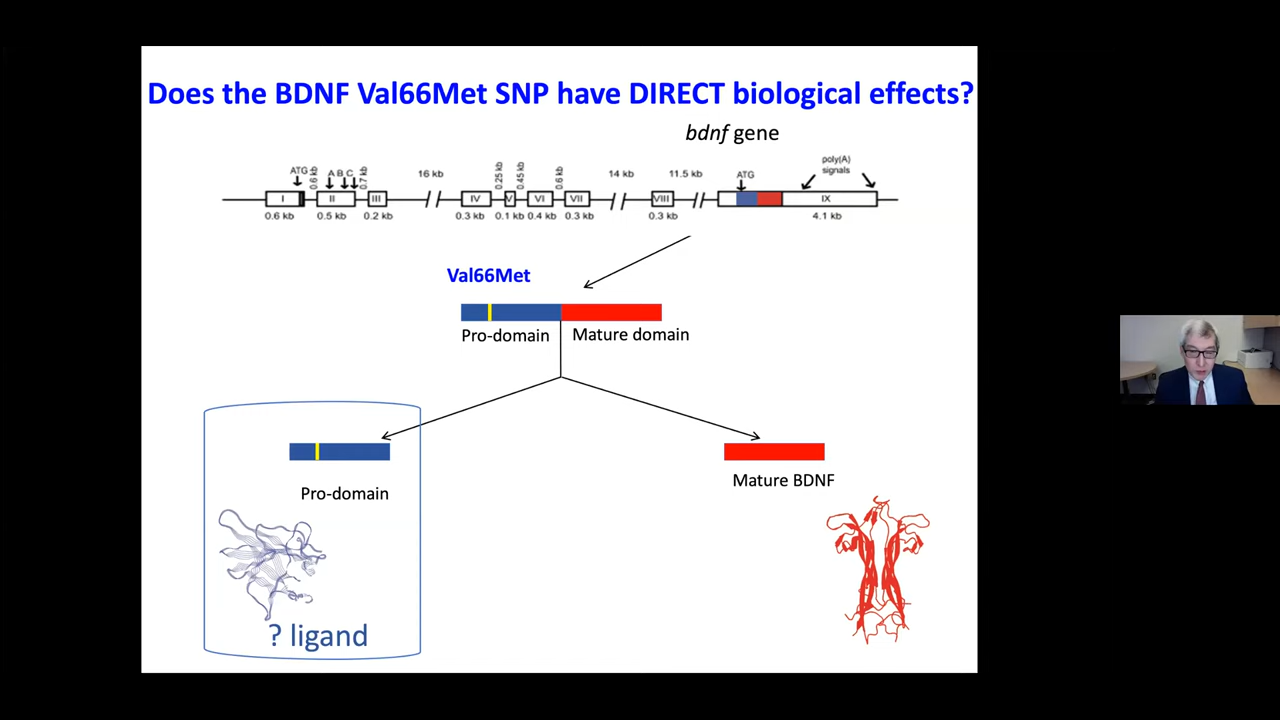 Does the BDNF Val66Met SNP have DIRECT biological effects?
bdnf gene
ATG
0.6 kb
A B C
0.7 kb
16 kb
0.25 kb
0.45 kb
0.6 kb
14 kb
11.5 kb
ATG
poly(A)
signals
I
II
III
IV
V
VI
VII
VIII
IX
0.6 kb
0.5 kb
0.2 kb
0.3 kb
0.1 kb
0.4 kb
0.3 kb
0.3 kb
4.1 kb
Val66Met
Pro-domain
Mature domain
Pro-domain
Mature BDNF
? ligand